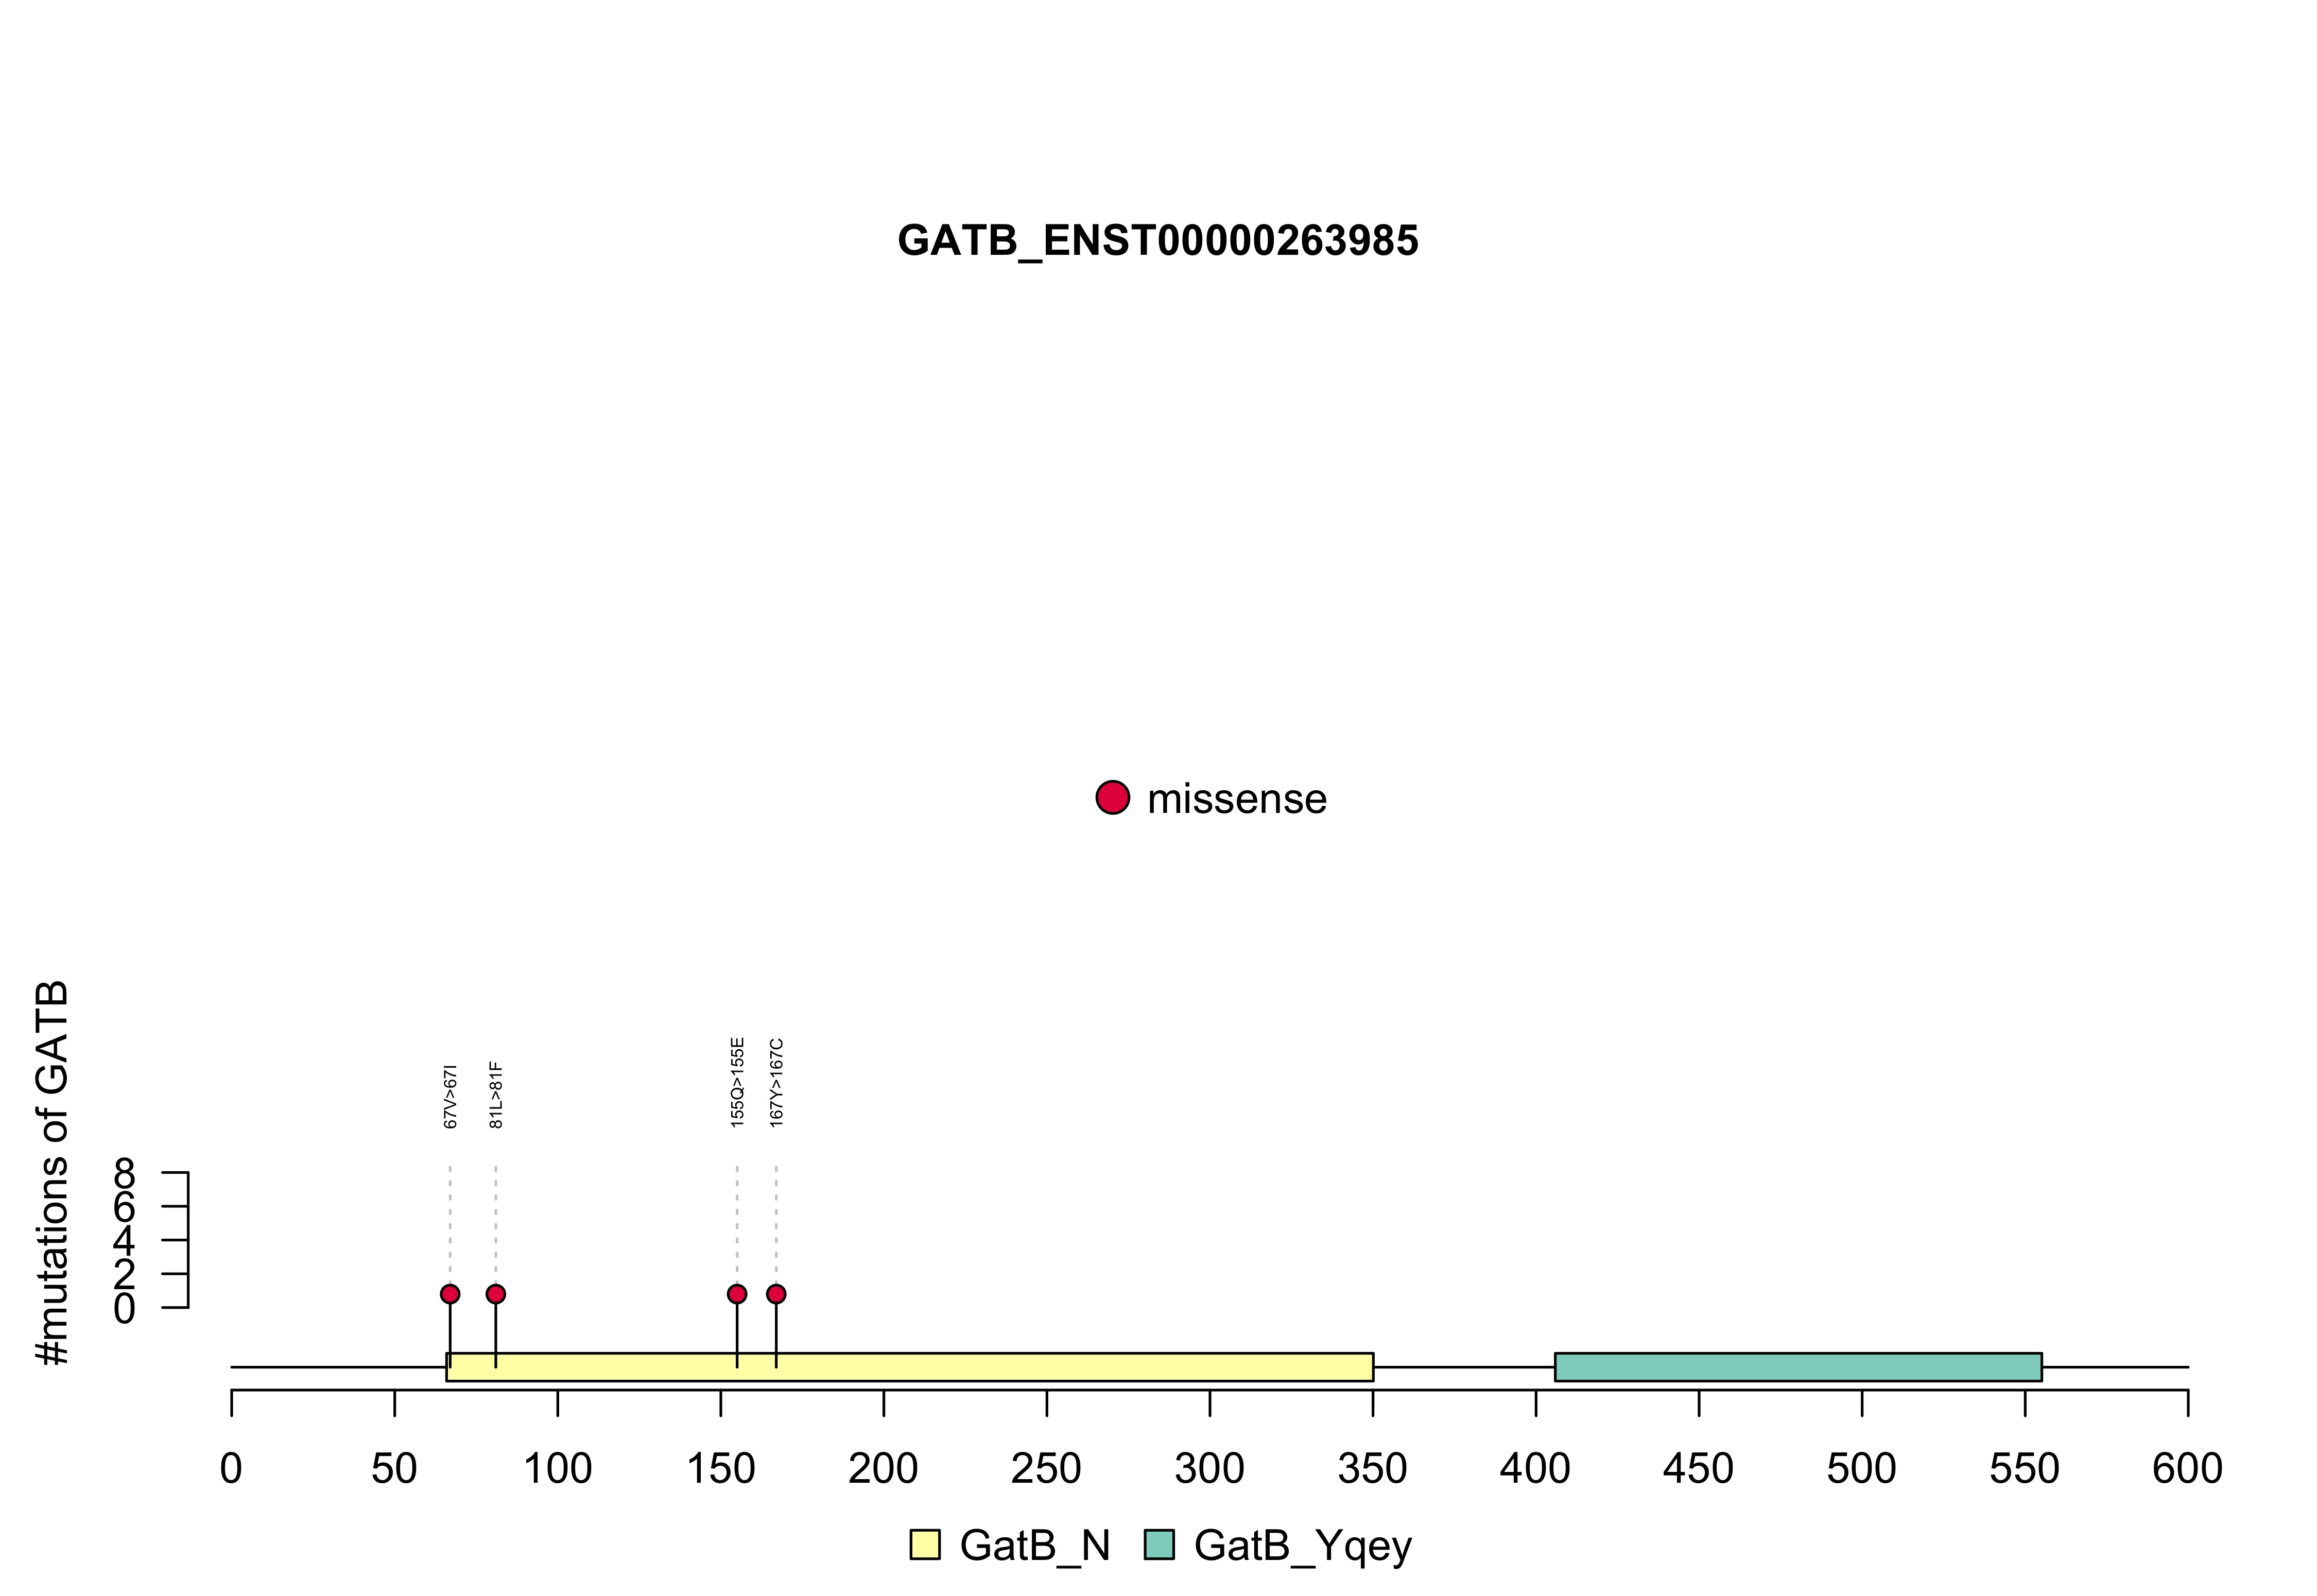 GATB_ENST00000263985
missense
#mutations of GATB
67V>67I
81L>81F
155Q>155E
167Y>167C
8
6
4
2
0
0 50 100 150 200 250 300 350 400 450 500 550 600
GatB_N GatB_Yqey